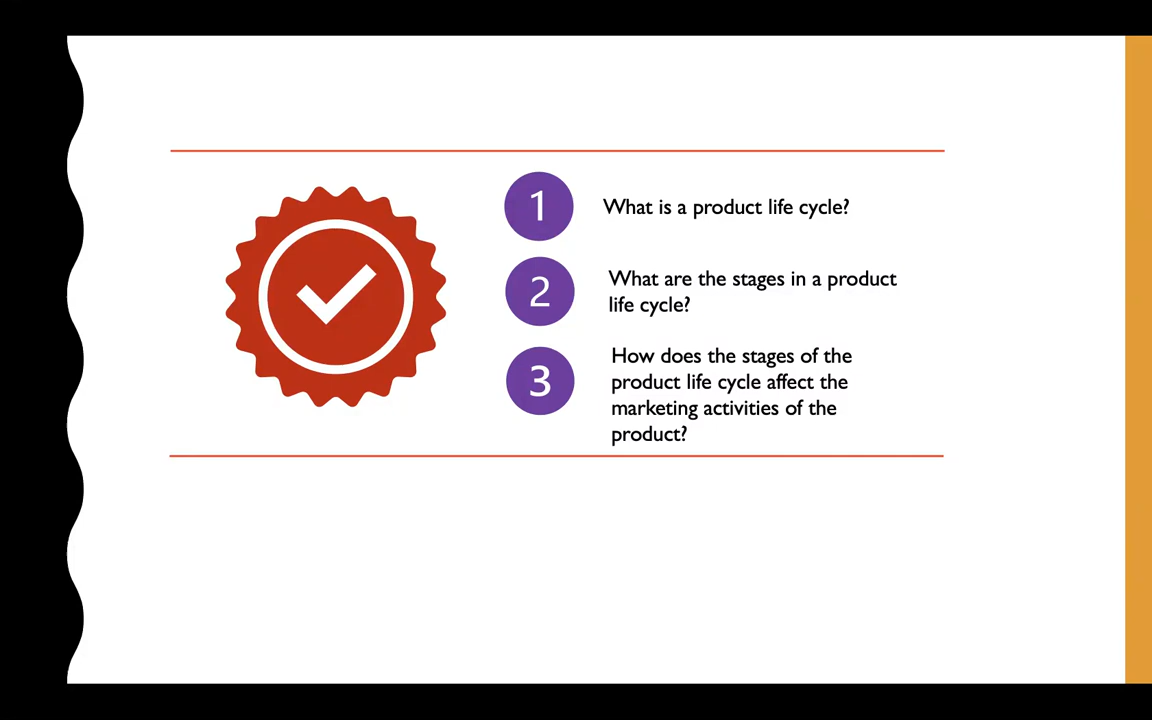 1 What is a product life cycle?
2 What are the stages in a product
life cycle?
3 How does the stages of the
product life cycle affect the
marketing activities of the
product?